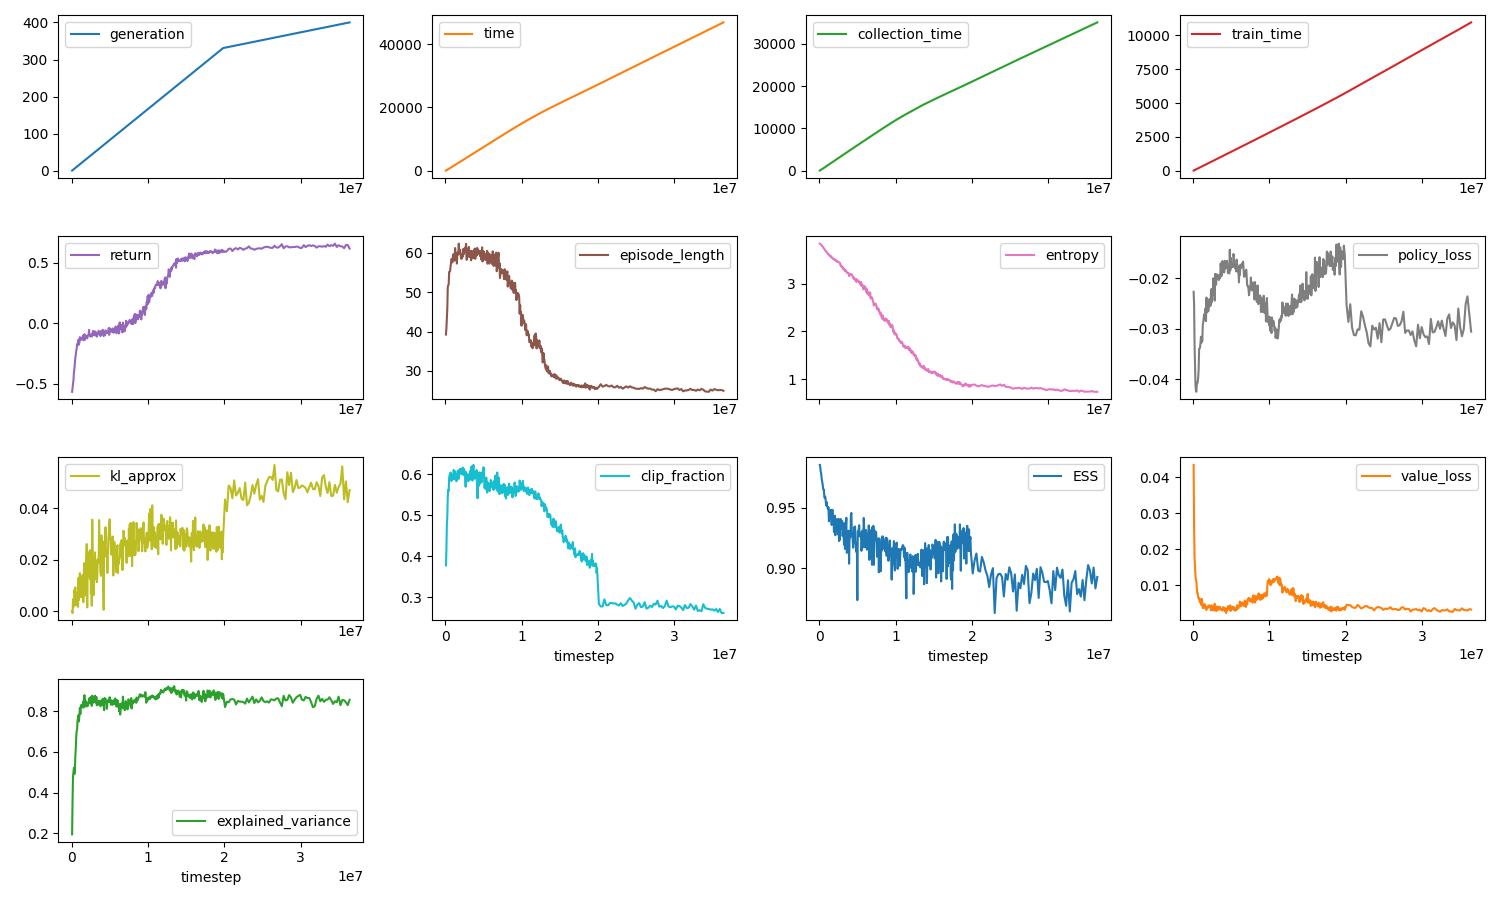 generation
400
300
200
100
0
1e7
time
40000
20000
0
1e7
collection_time
30000
20000
10000
0
1e7
train_time
10000
7500
5000
2500
0
1e7
return
0.5
0.0
−0.5
1e7
episode_length
60
50
40
30
1e7
entropy
3
2
1
1e7
policy_loss
−0.02
−0.03
−0.04
1e7
kl_approx
0.04
0.02
0.00
1e7
clip_fraction
0.6
0.5
0.4
0.3
0 1 2 3
timestep 1e7
ESS
0.95
0.90
0 1 2 3
timestep 1e7
value_loss
0.04
0.03
0.02
0.01
0 1 2 3
timestep 1e7
explained_variance
0.8
0.6
0.4
0.2
0 1 2 3
timestep 1e7